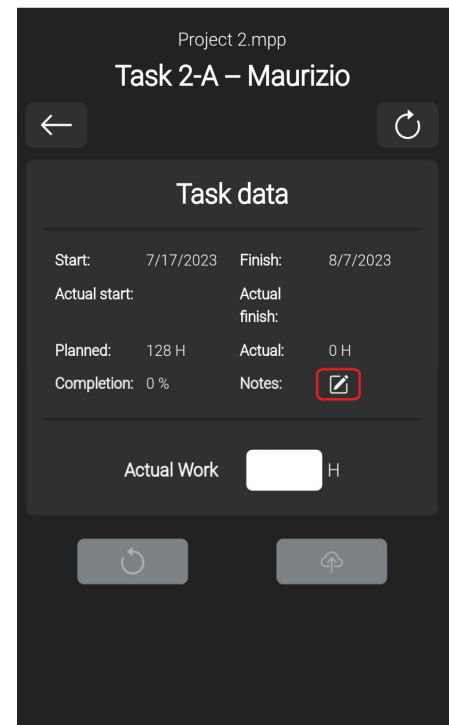 Project 2.mpp
Task 2-A – Maurizio
Task data
Start: 7/17/2023 Finish: 8/7/2023
Actual start: Actual finish:
Planned: 128 H Actual: 0 H
Completion: 0 % Notes:
Actual Work H